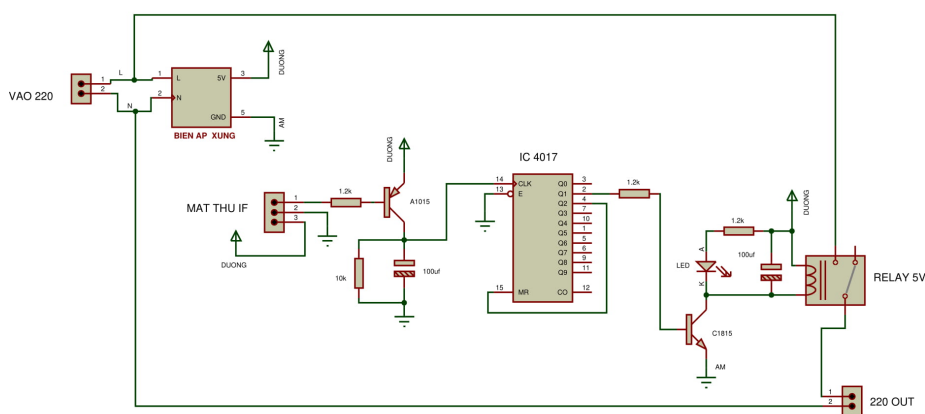 VAO 220
1
2
L
N
1
2
L
N
5V
GND
3
5
BIEN AP XUNG
DUONG
AM
MAT THU IF
1
2
3
DUONG
1.2k
DUONG
A1015
10k
100uf
IC 4017
14
13
15
CLK
E
MR
Q0
Q1
Q2
Q3
Q4
Q5
Q6
Q7
Q8
Q9
CO
3
2
4
7
10
1
5
6
9
11
12
1.2k
1.2k
DUONG
A
LED
K
100uf
C1815
AM
RELAY 5V
1
2
220 OUT